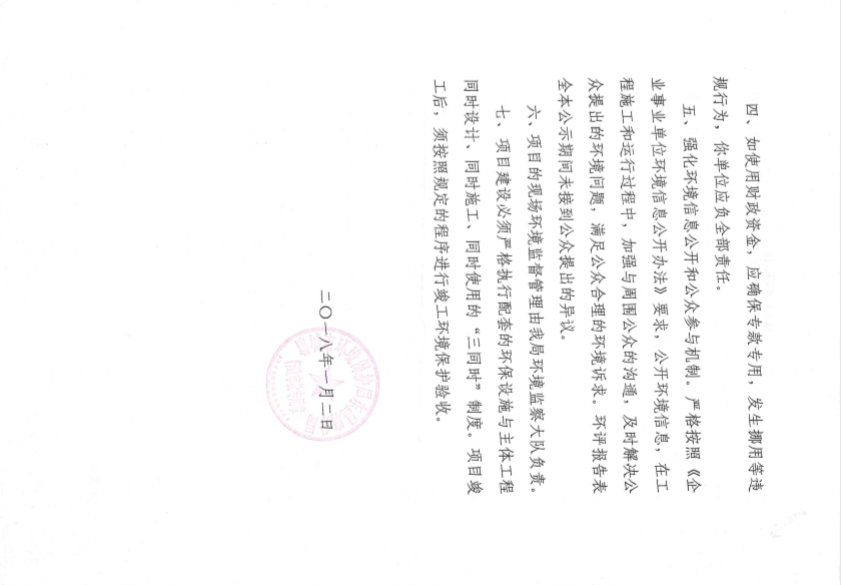 四、如使用财政资金，应确保专款专用，发生挪用等违
规行为，你单位应负全部责任。
五、强化环境信息公开和公众参与机制。严格按照《企
业事业单位环境信息公开办法》要求，公开环境信息，在工
程施工和运行过程中，加强与周围公众的沟通，及时解决公
众提出的环境问题，满足公众合理的环境诉求。环评报告表
全本公示期间未接到公众提出的异议。
六、项目的现场环境监督管理由我局环境监察大队负责。
七、项目建设必须严格执行配套的环保设施与主体工程
同时设计、同时施工、同时使用的“三同时”制度。项目竣
工后，须按照规定的程序进行竣工环境保护验收。
二〇一八年一月二日